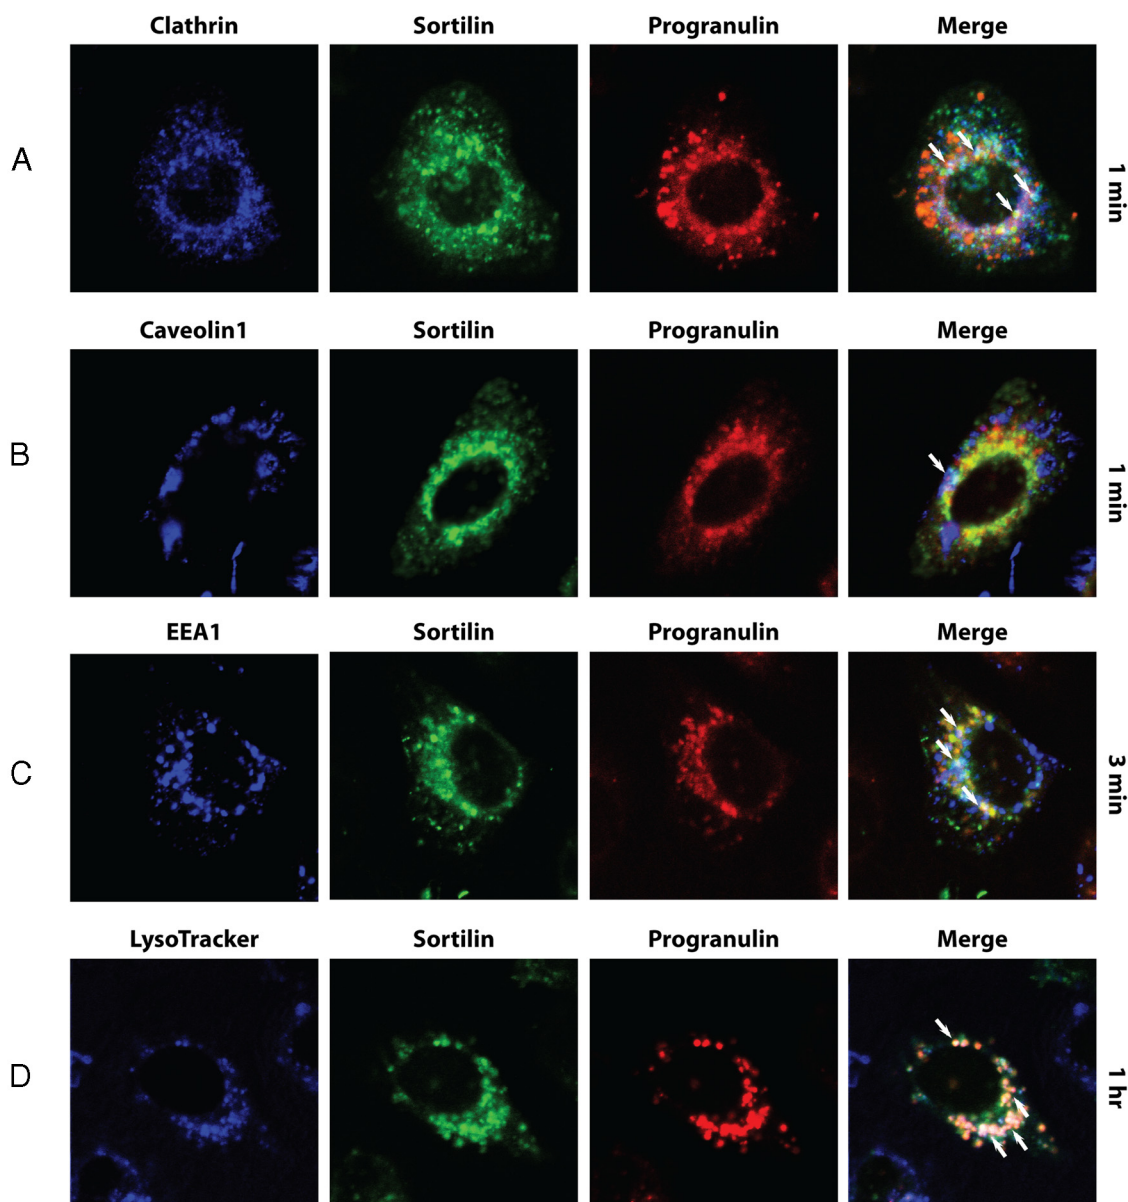 Clathrin Sortilin Progranulin Merge
A
1 min
Caveolin1 Sortilin Progranulin Merge
B
1 min
EEA1 Sortilin Progranulin Merge
C
3 min
LysoTracker Sortilin Progranulin Merge
D
1 hr